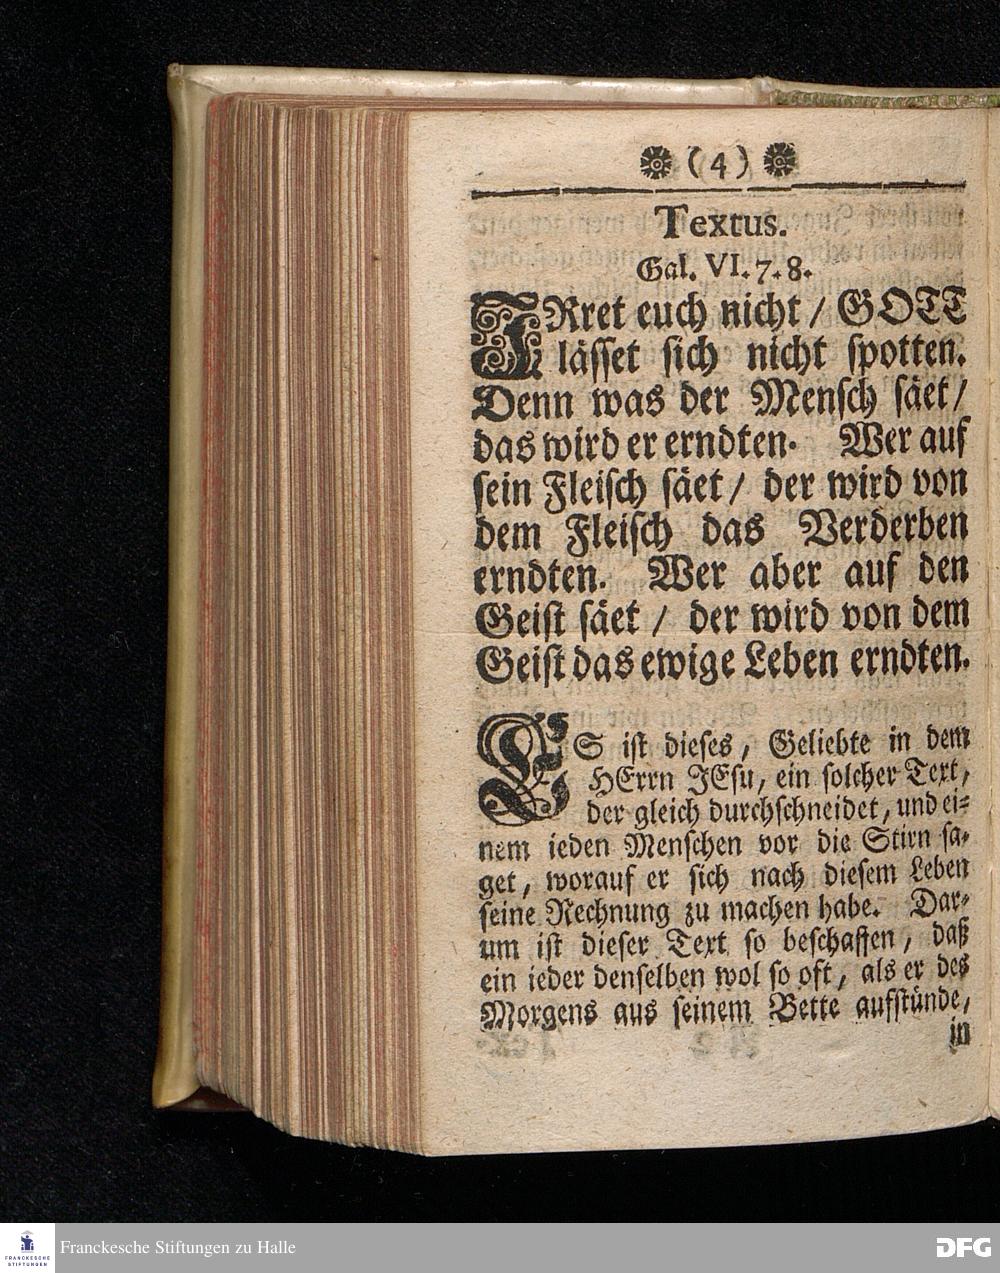 (4)
Textus.
Gal. VI. 7. 8.
IRret euch nicht / GOTT
lässet sich nicht spotten.
Denn was der Mensch säet /
das wird er erndten. Wer auf
sein Fleisch säet / der wird von
dem Fleisch das Verderben
erndten. Wer aber auf den
Geist säet / der wird von dem
Geist das ewige Leben erndten.
ES ist dieses, Geliebte in dem
HErrn JEsu, ein solcher Text,
der gleich durchschneidet, und ei-
nem ieden Menschen vor die Stirn sa-
get, worauf er sich nach diesem Leben
seine Rechnung zu machen habe. Dar-
um ist dieser Text so beschaffen, daß
ein ieder denselben wol so oft, als er des
Morgens aus seinem Bette aufstünde,
in
FRANCKESCHE
STIFTUNGEN
Franckesche Stiftungen zu Halle
DFG